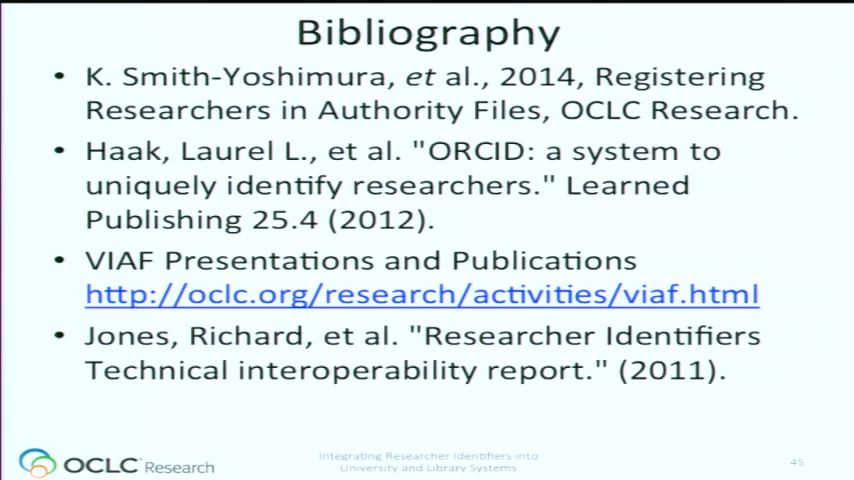 Bibliography
• K. Smith-Yoshimura, et al., 2014, Registering
Researchers in Authority Files, OCLC Research.
• Haak, Laurel L., et al. "ORCID: a system to
uniquely identify researchers." Learned
Publishing 25.4 (2012).
• VIAF Presentations and Publications
http://oclc.org/research/activities/viaf.html
• Jones, Richard, et al. "Researcher Identifiers
Technical interoperability report." (2011).
OCLC Research
Integrating Researcher Identifiers into
University and Library Systems
45